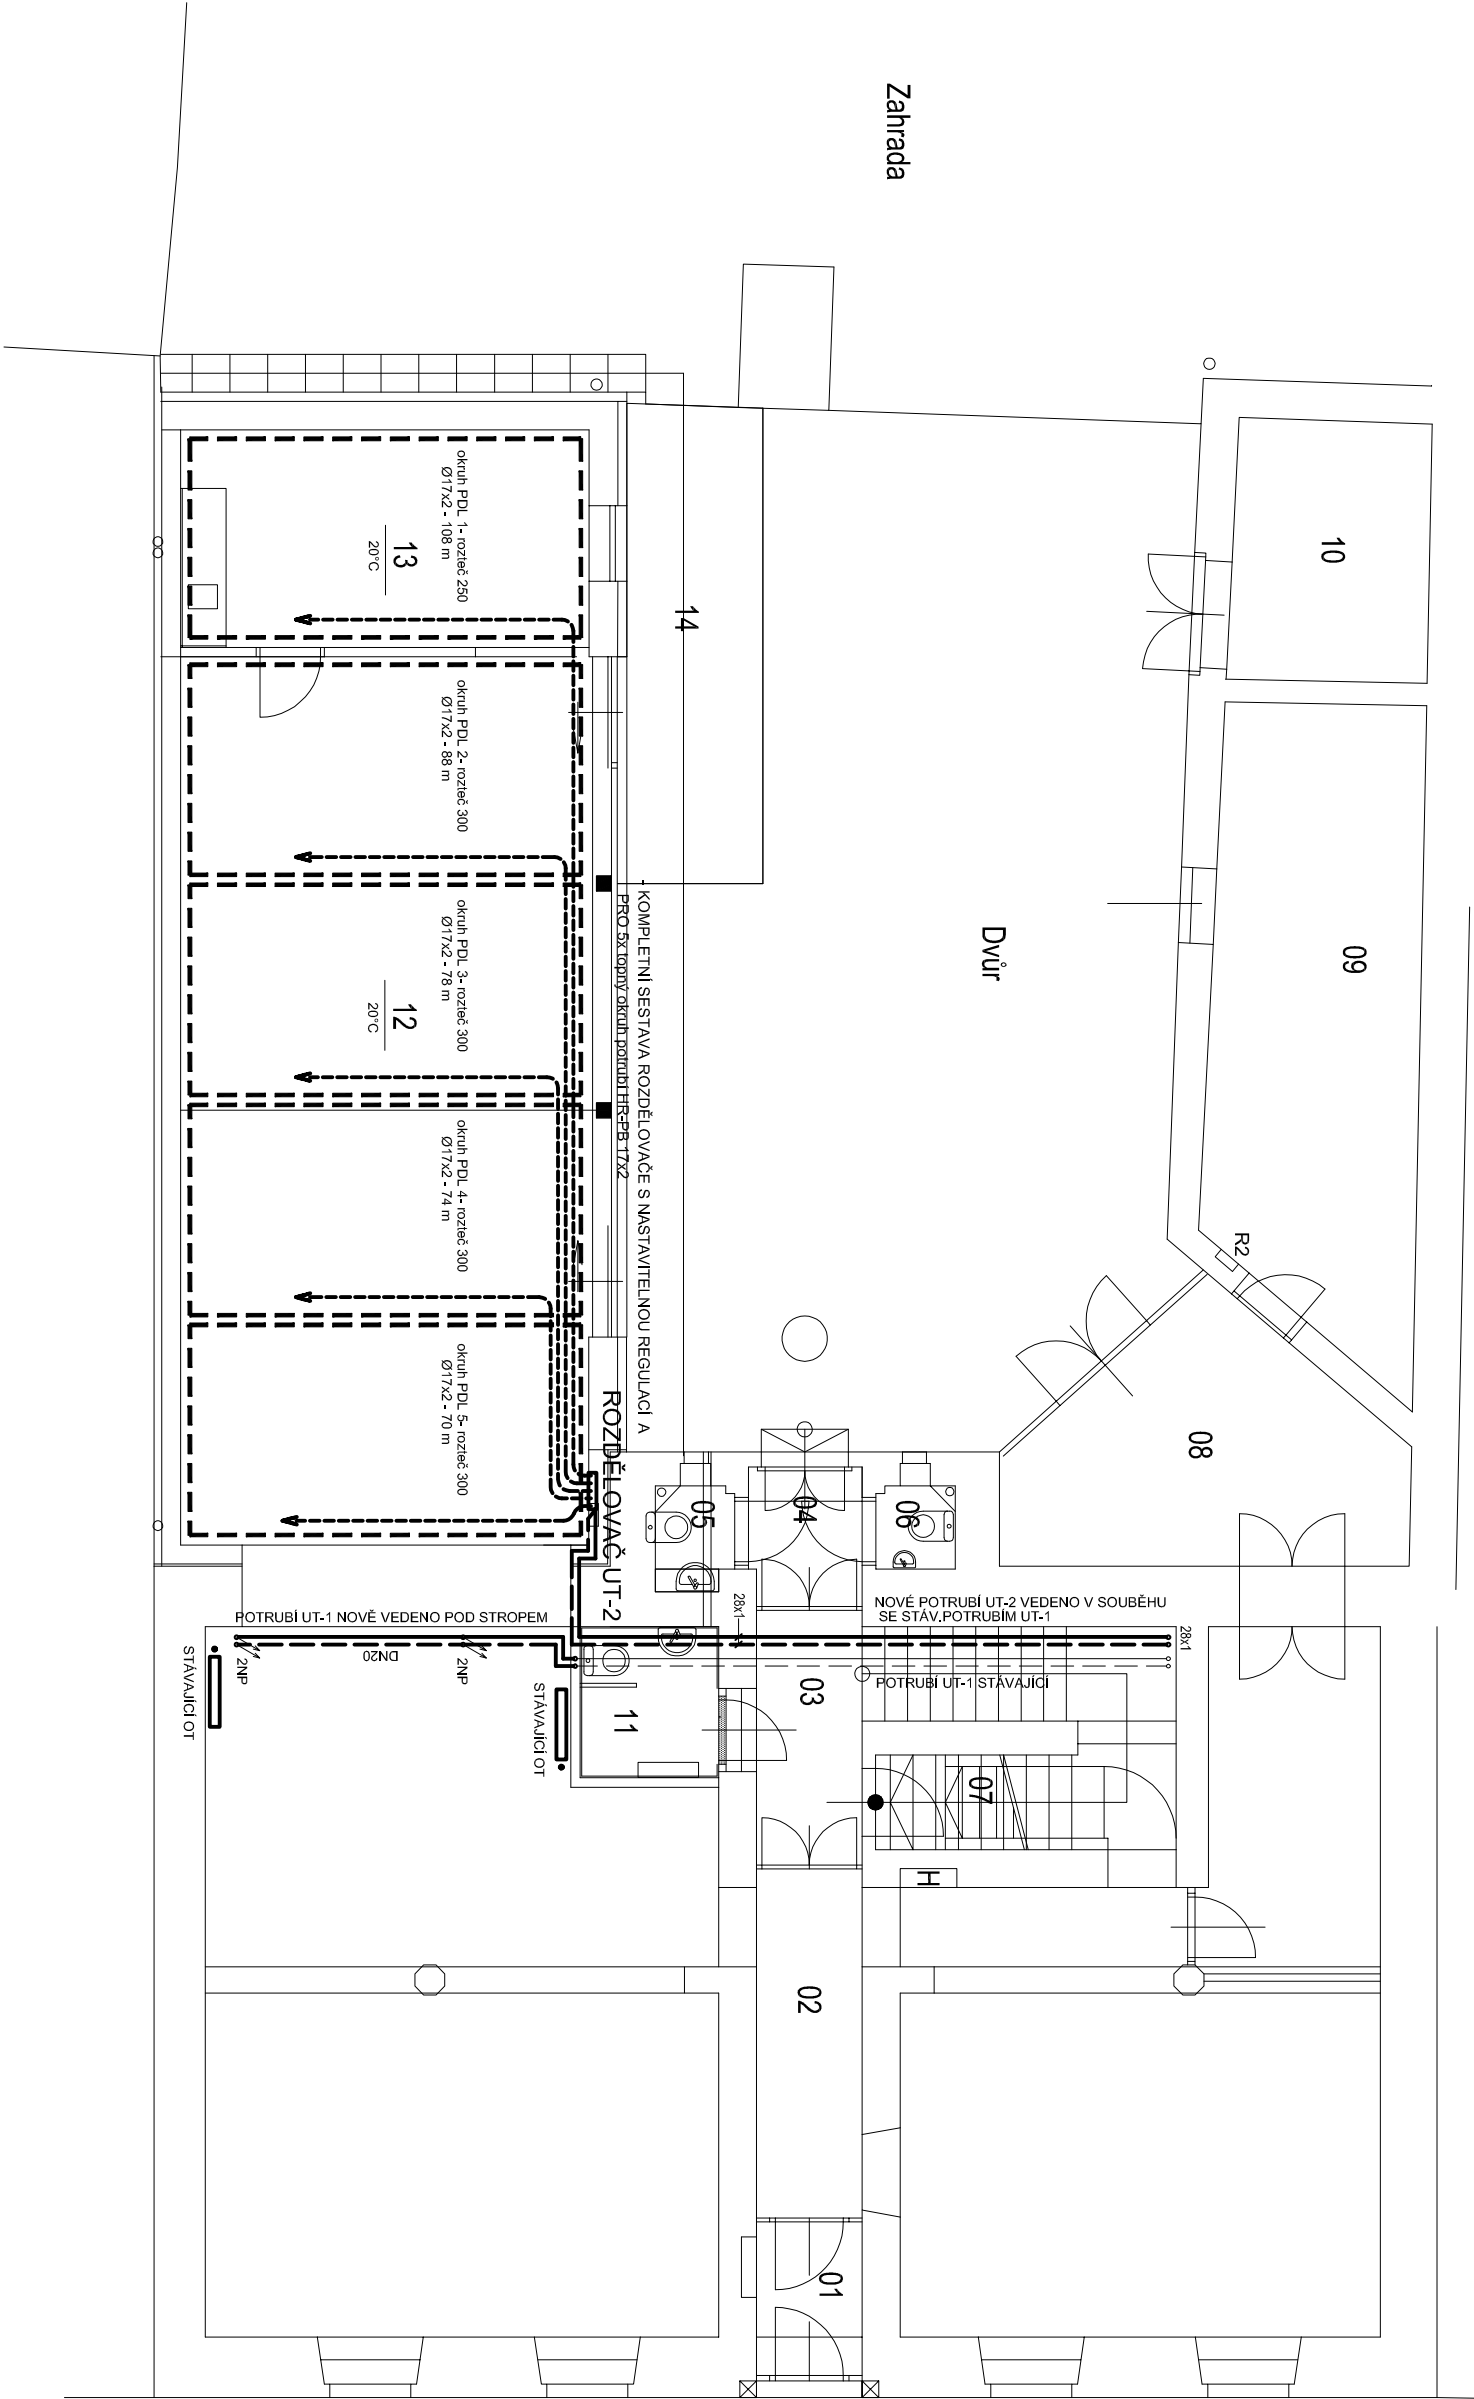 Zahrada
10
14
okruh PDL 1- rozteč 250
Ø17x2 - 108 m
13
20°C
okruh PDL 2- rozteč 300
Ø17x2 - 88 m
okruh PDL 3- rozteč 300
Ø17x2 - 78 m
12
20°C
okruh PDL 4- rozteč 300
Ø17x2 - 74 m
okruh PDL 5- rozteč 300
Ø17x2 - 70 m
- KOMPLETNÍ SESTAVA ROZDĚLOVAČE S NASTAVITELNOU REGULACÍ A
PRO 5x topný okruh potrubí HR-PB 17x2
ROZDĚLOVAČ UT-2
Dvůr
09
R2
08
05
04
06
28x1
NOVÉ POTRUBÍ UT-2 VEDENO V SOUBĚHU
SE STÁV.POTRUBÍM UT-1
28x1
POTRUBÍ UT-1 NOVĚ VEDENO POD STROPEM
2NP
DN20
2NP
STÁVAJÍCÍ OT
STÁVAJÍCÍ OT
11
03
POTRUBÍ UT-1 STÁVAJÍCÍ
07
H
02
01